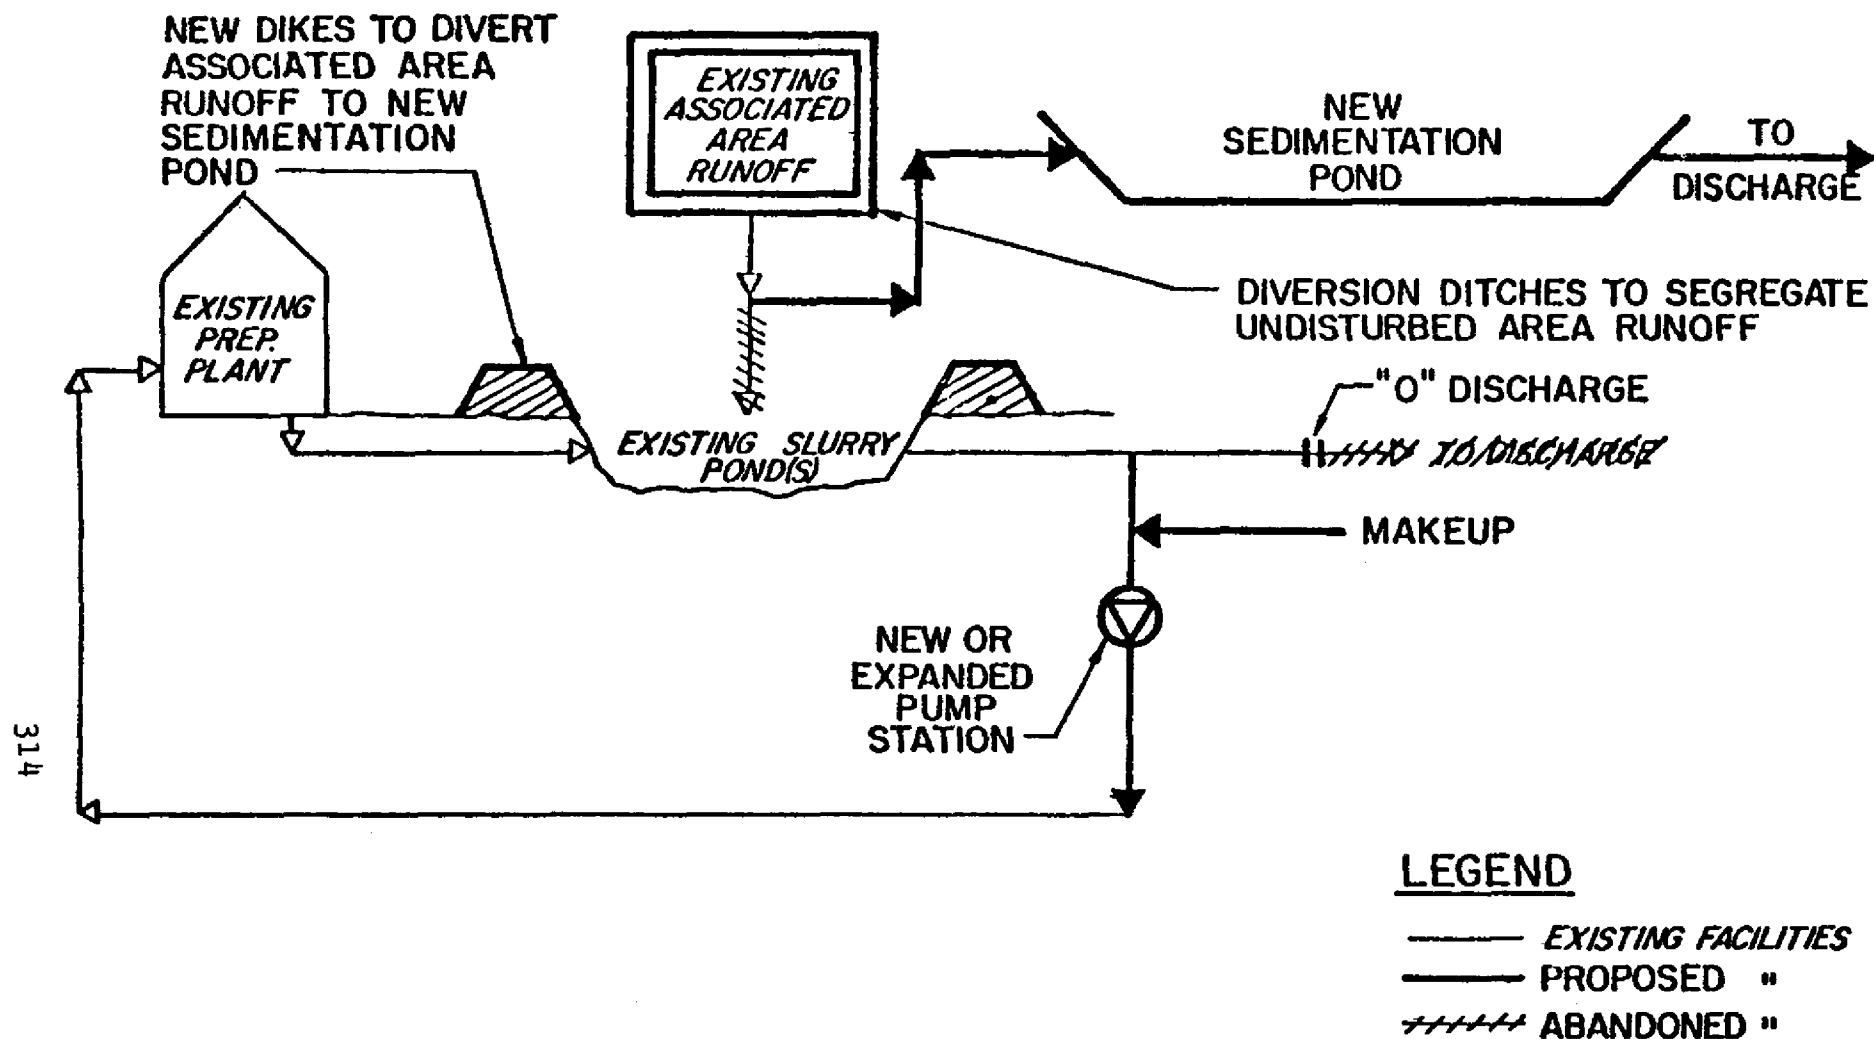 NEW DIKES TO DIVERT
ASSOCIATED AREA
RUNOFF TO NEW
SEDIMENTATION
POND
EXISTING
ASSOCIATED
AREA
RUNOFF
NEW
SEDIMENTATION
POND
TO
DISCHARGE
EXISTING
PREP.
PLANT
DIVERSION DITCHES TO SEGREGATE
UNDISTURBED AREA RUNOFF
"O" DISCHARGE
EXISTING SLURRY
POND(S)
TO DISCHARGE
MAKEUP
NEW OR
EXPANDED
PUMP
STATION
314
LEGEND
EXISTING FACILITIES
PROPOSED "
ABANDONED "